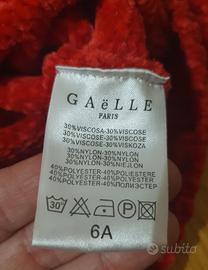 GAëLLE
PARIS
30%VISCOSA-30%VISCOSE
30%VISCOSE-30%VISCOSE
30%VISCOSE-30%VISKOZA
30%NYLON-30%NYLON
30%NYLON-30%NYLON
30%NYLON-30%NIEJLON
40%POLYESTER-40%POLIESTERE
40%POLYESTER-40%POLYESTER
40%POLYESTER-40%ПОЛИЭСТЕР
30
6A
subito